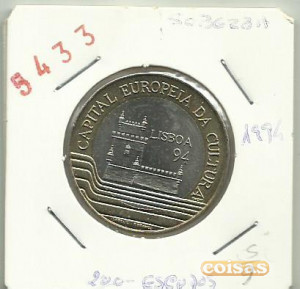 5433
CAPITAL EUROPEIA DA CULTURA
LISBOA
94
1994
200- ESCUDOS
coisas